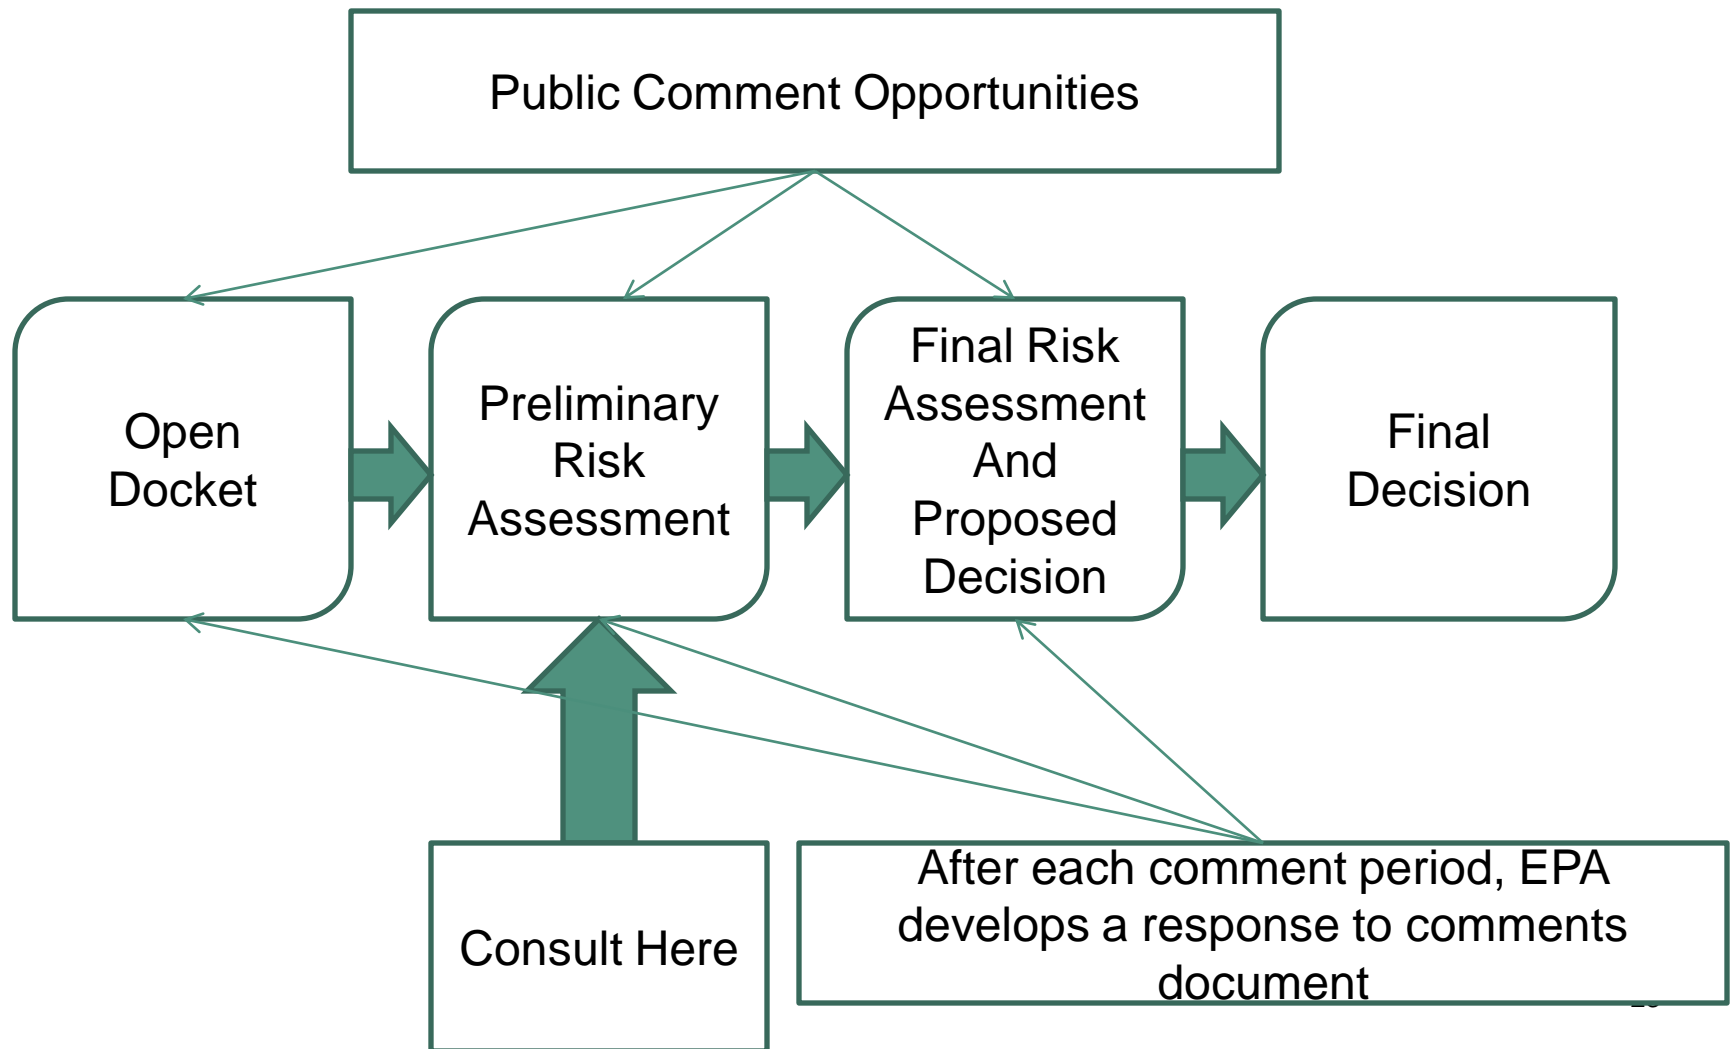 Public Comment Opportunities
Open
Docket
Preliminary
Risk
Assessment
Final Risk
Assessment
And
Proposed
Decision
Final
Decision
Consult Here
After each comment period, EPA
develops a response to comments
document